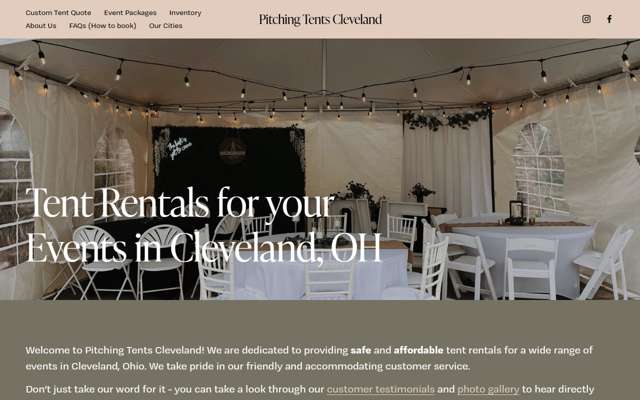 Custom Tent Quote Event Packages Inventory
About Us FAQs (How to book) Our Cities
Pitching Tents Cleveland
Tent Rentals for your
Events in Cleveland, OH
Welcome to Pitching Tents Cleveland! We are dedicated to providing safe and affordable tent rentals for a wide range of
events in Cleveland, Ohio. We take pride in our friendly and accommodating customer service.
Don't just take our word for it – you can take a look through our customer testimonials and photo gallery to hear directly